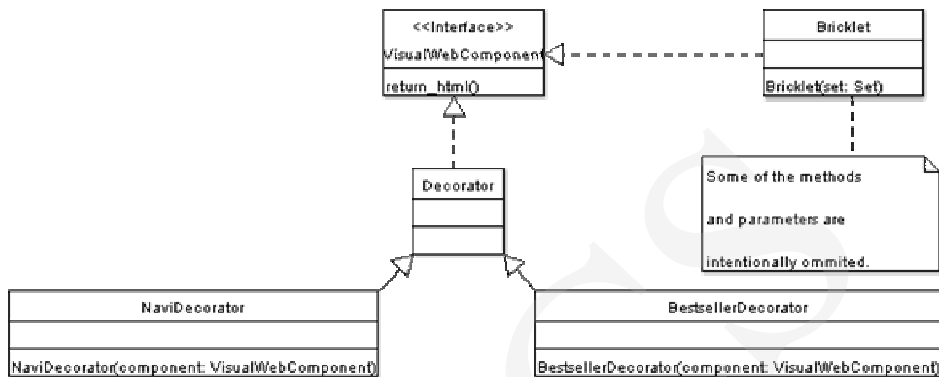 <<Interface>>
VisualWebComponent
return_html()
Bricklet
Bricklet(set: Set)
Decorator
Some of the methods
and parameters are
intentionally ommited.
NaviDecorator
NaviDecorator(component: VisualWebComponent)
BestsellerDecorator
BestsellerDecorator(component: VisualWebComponent)